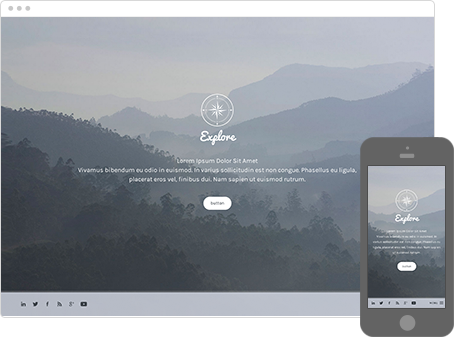 Explore
Lorem Ipsum Dolor Sit Amet
Vivamus bibendum eu odio in euismod. In varius sollicitudin est non congue. Phasellus eu ligula,
placerat eros vel, finibus dui. Nam sapien ut euismod rutrum.
button
Explore
button